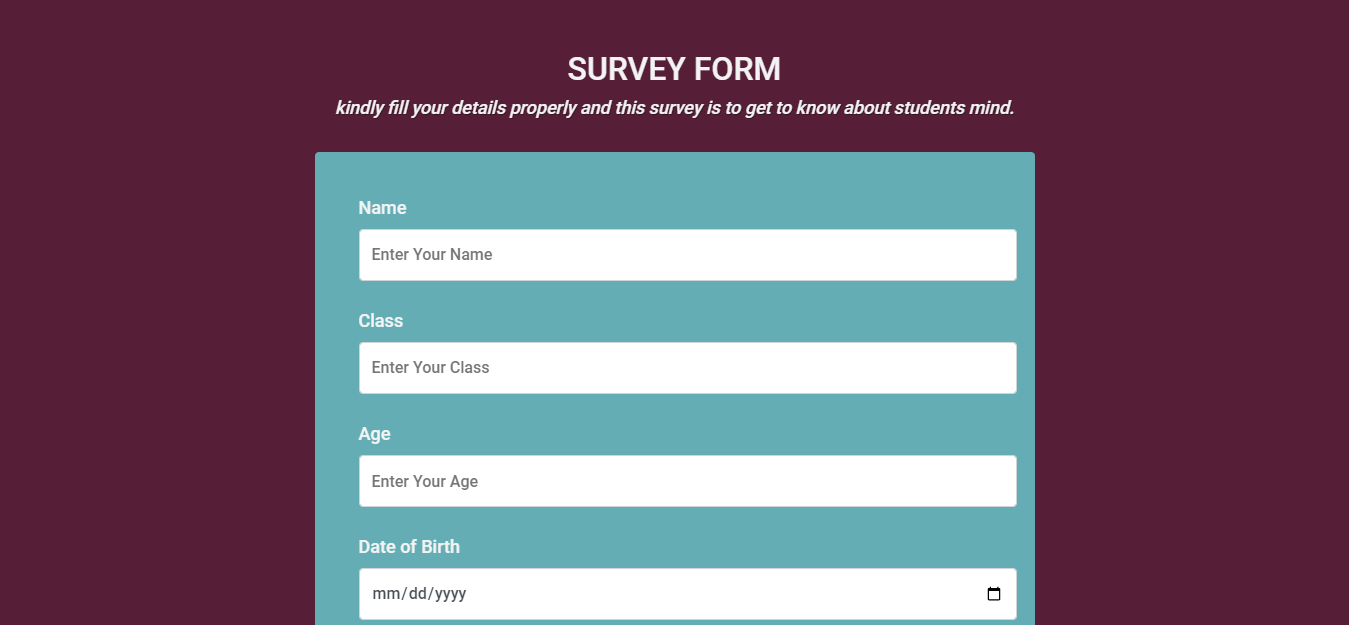 SURVEY FORM
kindly fill your details properly and this survey is to get to know about students mind.
Name
Enter Your Name
Class
Enter Your Class
Age
Enter Your Age
Date of Birth
mm/dd/yyyy